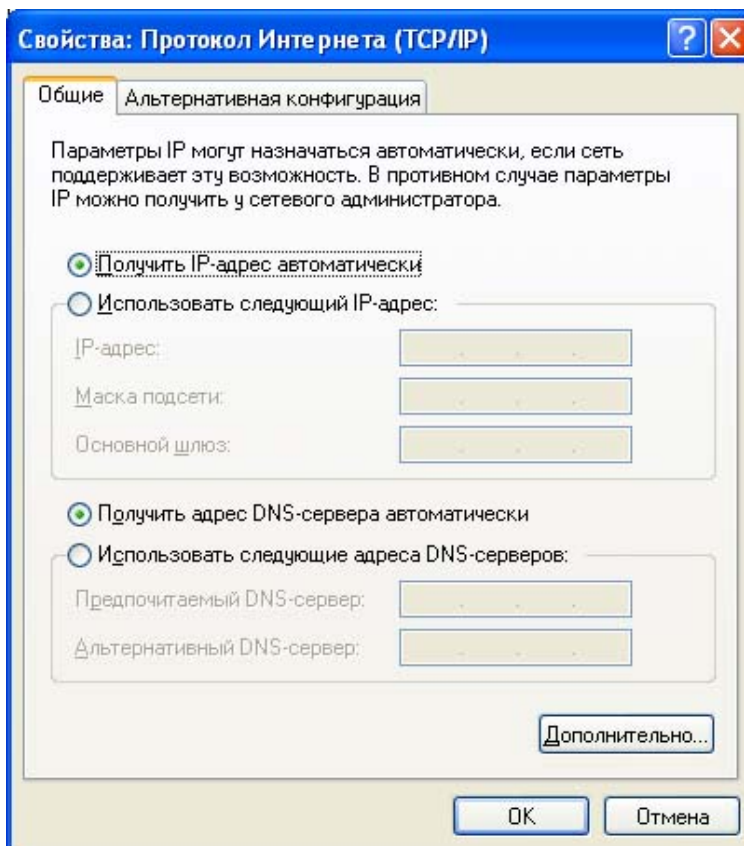 Свойства: Протокол Интернета (TCP/IP)
Общие
Альтернативная конфигурация
Параметры IP могут назначаться автоматически, если сеть
поддерживает эту возможность. В противном случае параметры
IP можно получить у сетевого администратора.
Получить IP-адрес автоматически
Использовать следующий IP-адрес:
IP-адрес:
Маска подсети:
Основной шлюз:
Получить адрес DNS-сервера автоматически
Использовать следующие адреса DNS-серверов:
Предпочитаемый DNS-сервер:
Альтернативный DNS-сервер:
Дополнительно...
OK
Отмена